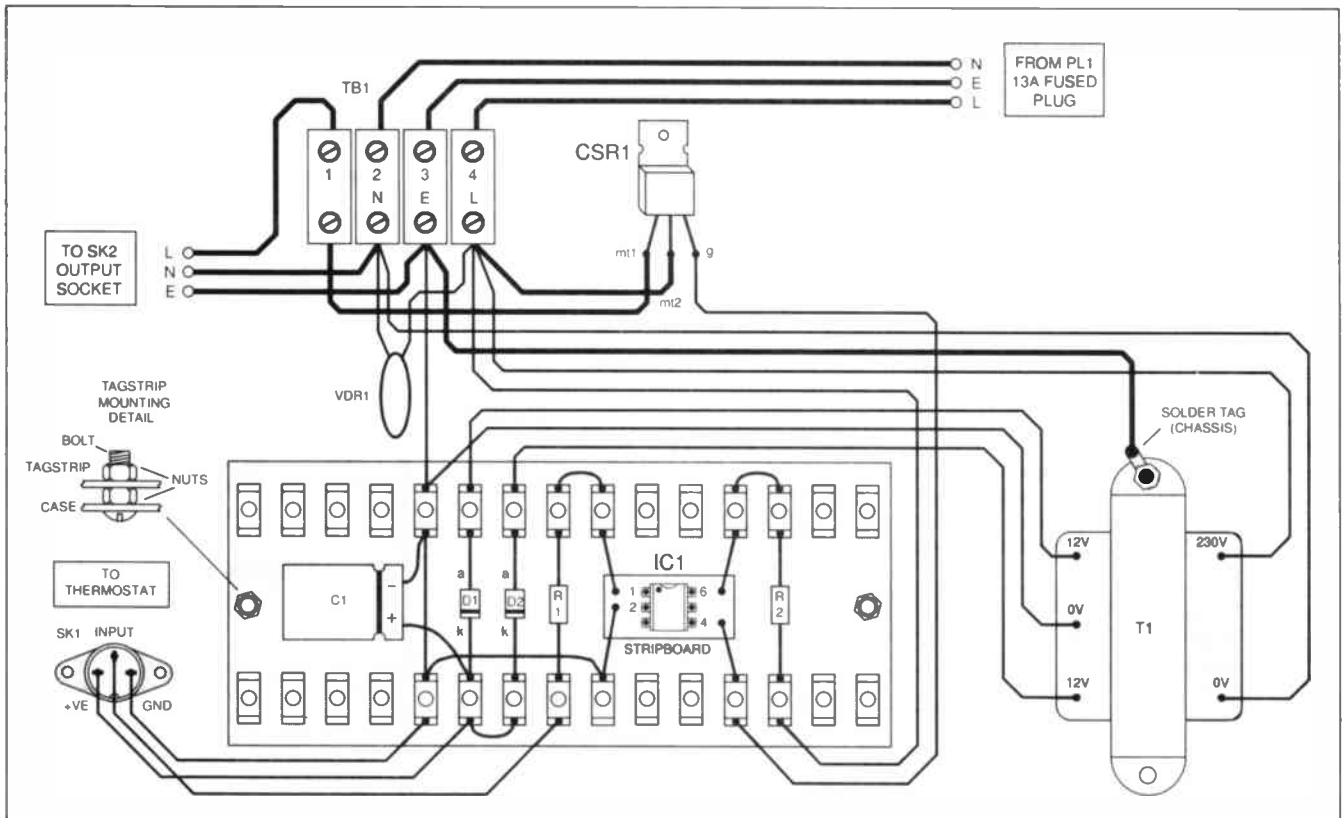 N
E
L
FROM PL1
13A FUSED
PLUG
TB1
1
2
N
3
E
4
L
CSR1
mt1
g
mt2
TO SK2
OUTPUT
SOCKET
L
N
E
VDR1
TAGSTRIP
MOUNTING
DETAIL
BOLT
TAGSTRIP
NUTS
CASE
SOLDER TAG
(CHASSIS)
TO
THERMOSTAT
SK1 INPUT
+VE
GND
C1
−
+
a
D1
k
a
D2
k
R
1
IC1
1
2
6
4
STRIPBOARD
R
2
12V
0V
12V
T1
230V
0V